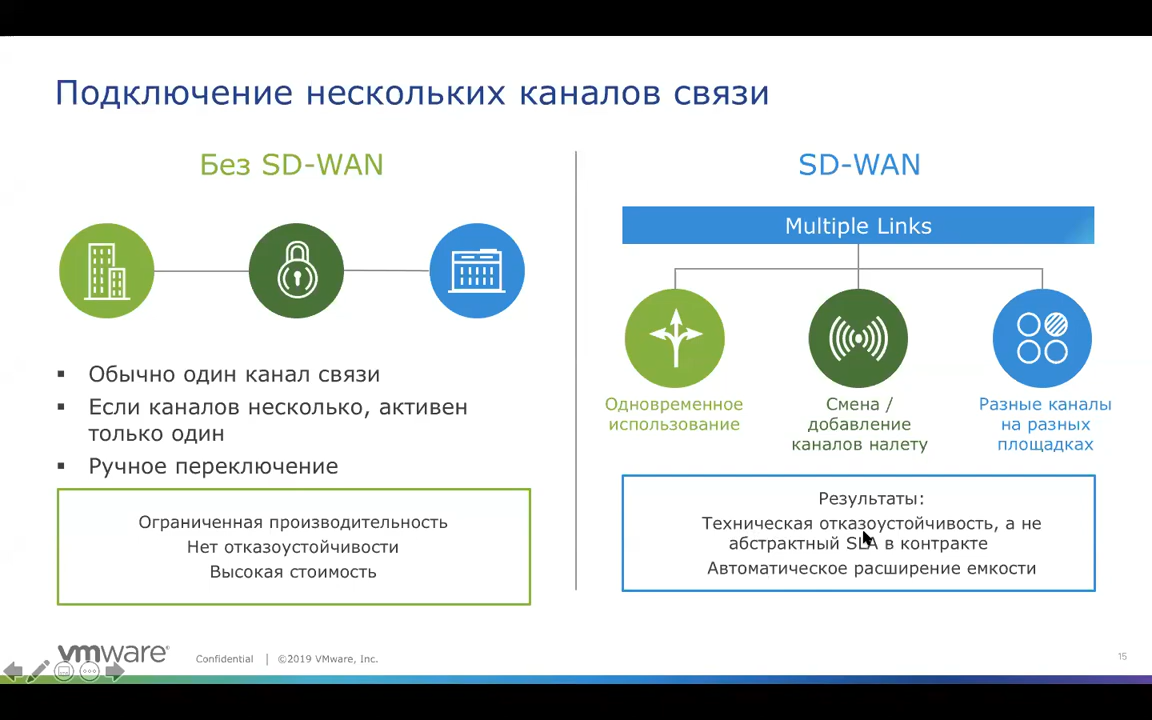 Подключение нескольких каналов связи
Без SD-WAN
▪ Обычно один канал связи
▪ Если каналов несколько, активен
только один
▪ Ручное переключение
Ограниченная производительность
Нет отказоустойчивости
Высокая стоимость
SD-WAN
Multiple Links
Одновременное
использование
Смена /
добавление
каналов налету
Разные каналы
на разных
площадках
Результаты:
Техническая отказоустойчивость, а не
абстрактный SLA в контракте
Автоматическое расширение емкости
vmware®
Confidential | ©2019 VMware, Inc.
15